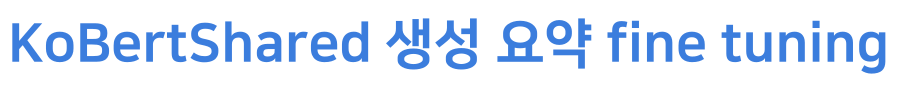 KoBertShared 생성 요약 fine tuning